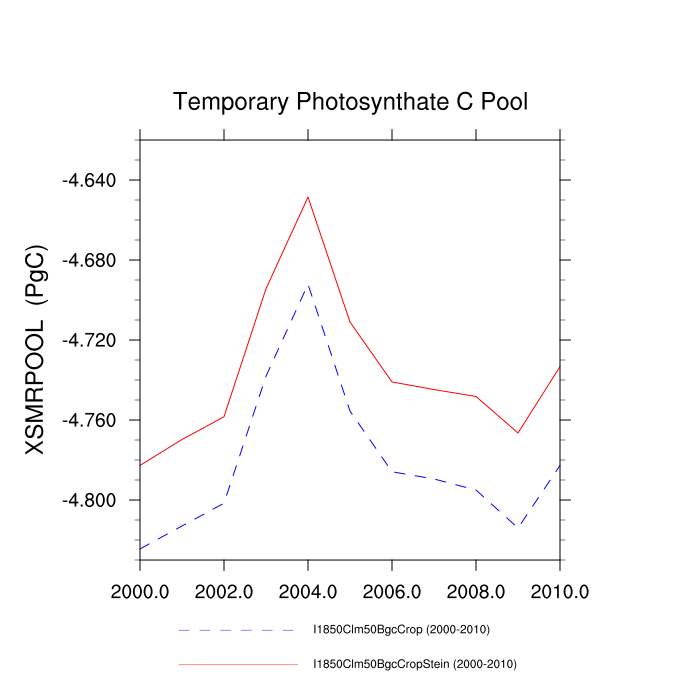 Temporary Photosynthate C Pool
XSMRPOOL (PgC)
-4.640
-4.680
-4.720
-4.760
-4.800
2000.0 2002.0 2004.0 2006.0 2008.0 2010.0
I1850Clm50BgcCrop (2000-2010)
I1850Clm50BgcCropStein (2000-2010)